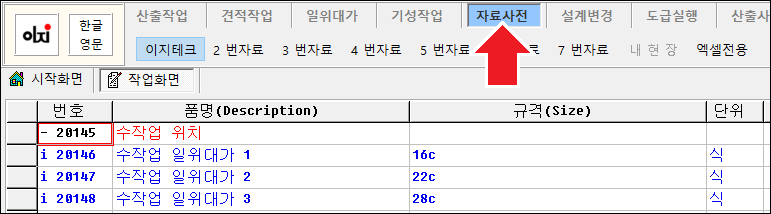 산출작업 견적작업 일위대가 기성작업 자료사전 설계변경 도급실행 산출사
이지 한글
영문
이지테크 2 번자료 3 번자료 4 번자료 5 번자료 료 7 번자료 내 현 장 엑셀전용
시작화면 작업화면
번호 품명(Description) 규격(Size) 단위
- 20145 수작업 위치
i 20146 수작업 일위대가 1 16c 식
i 20147 수작업 일위대가 2 22c 식
i 20148 수작업 일위대가 3 28c 식